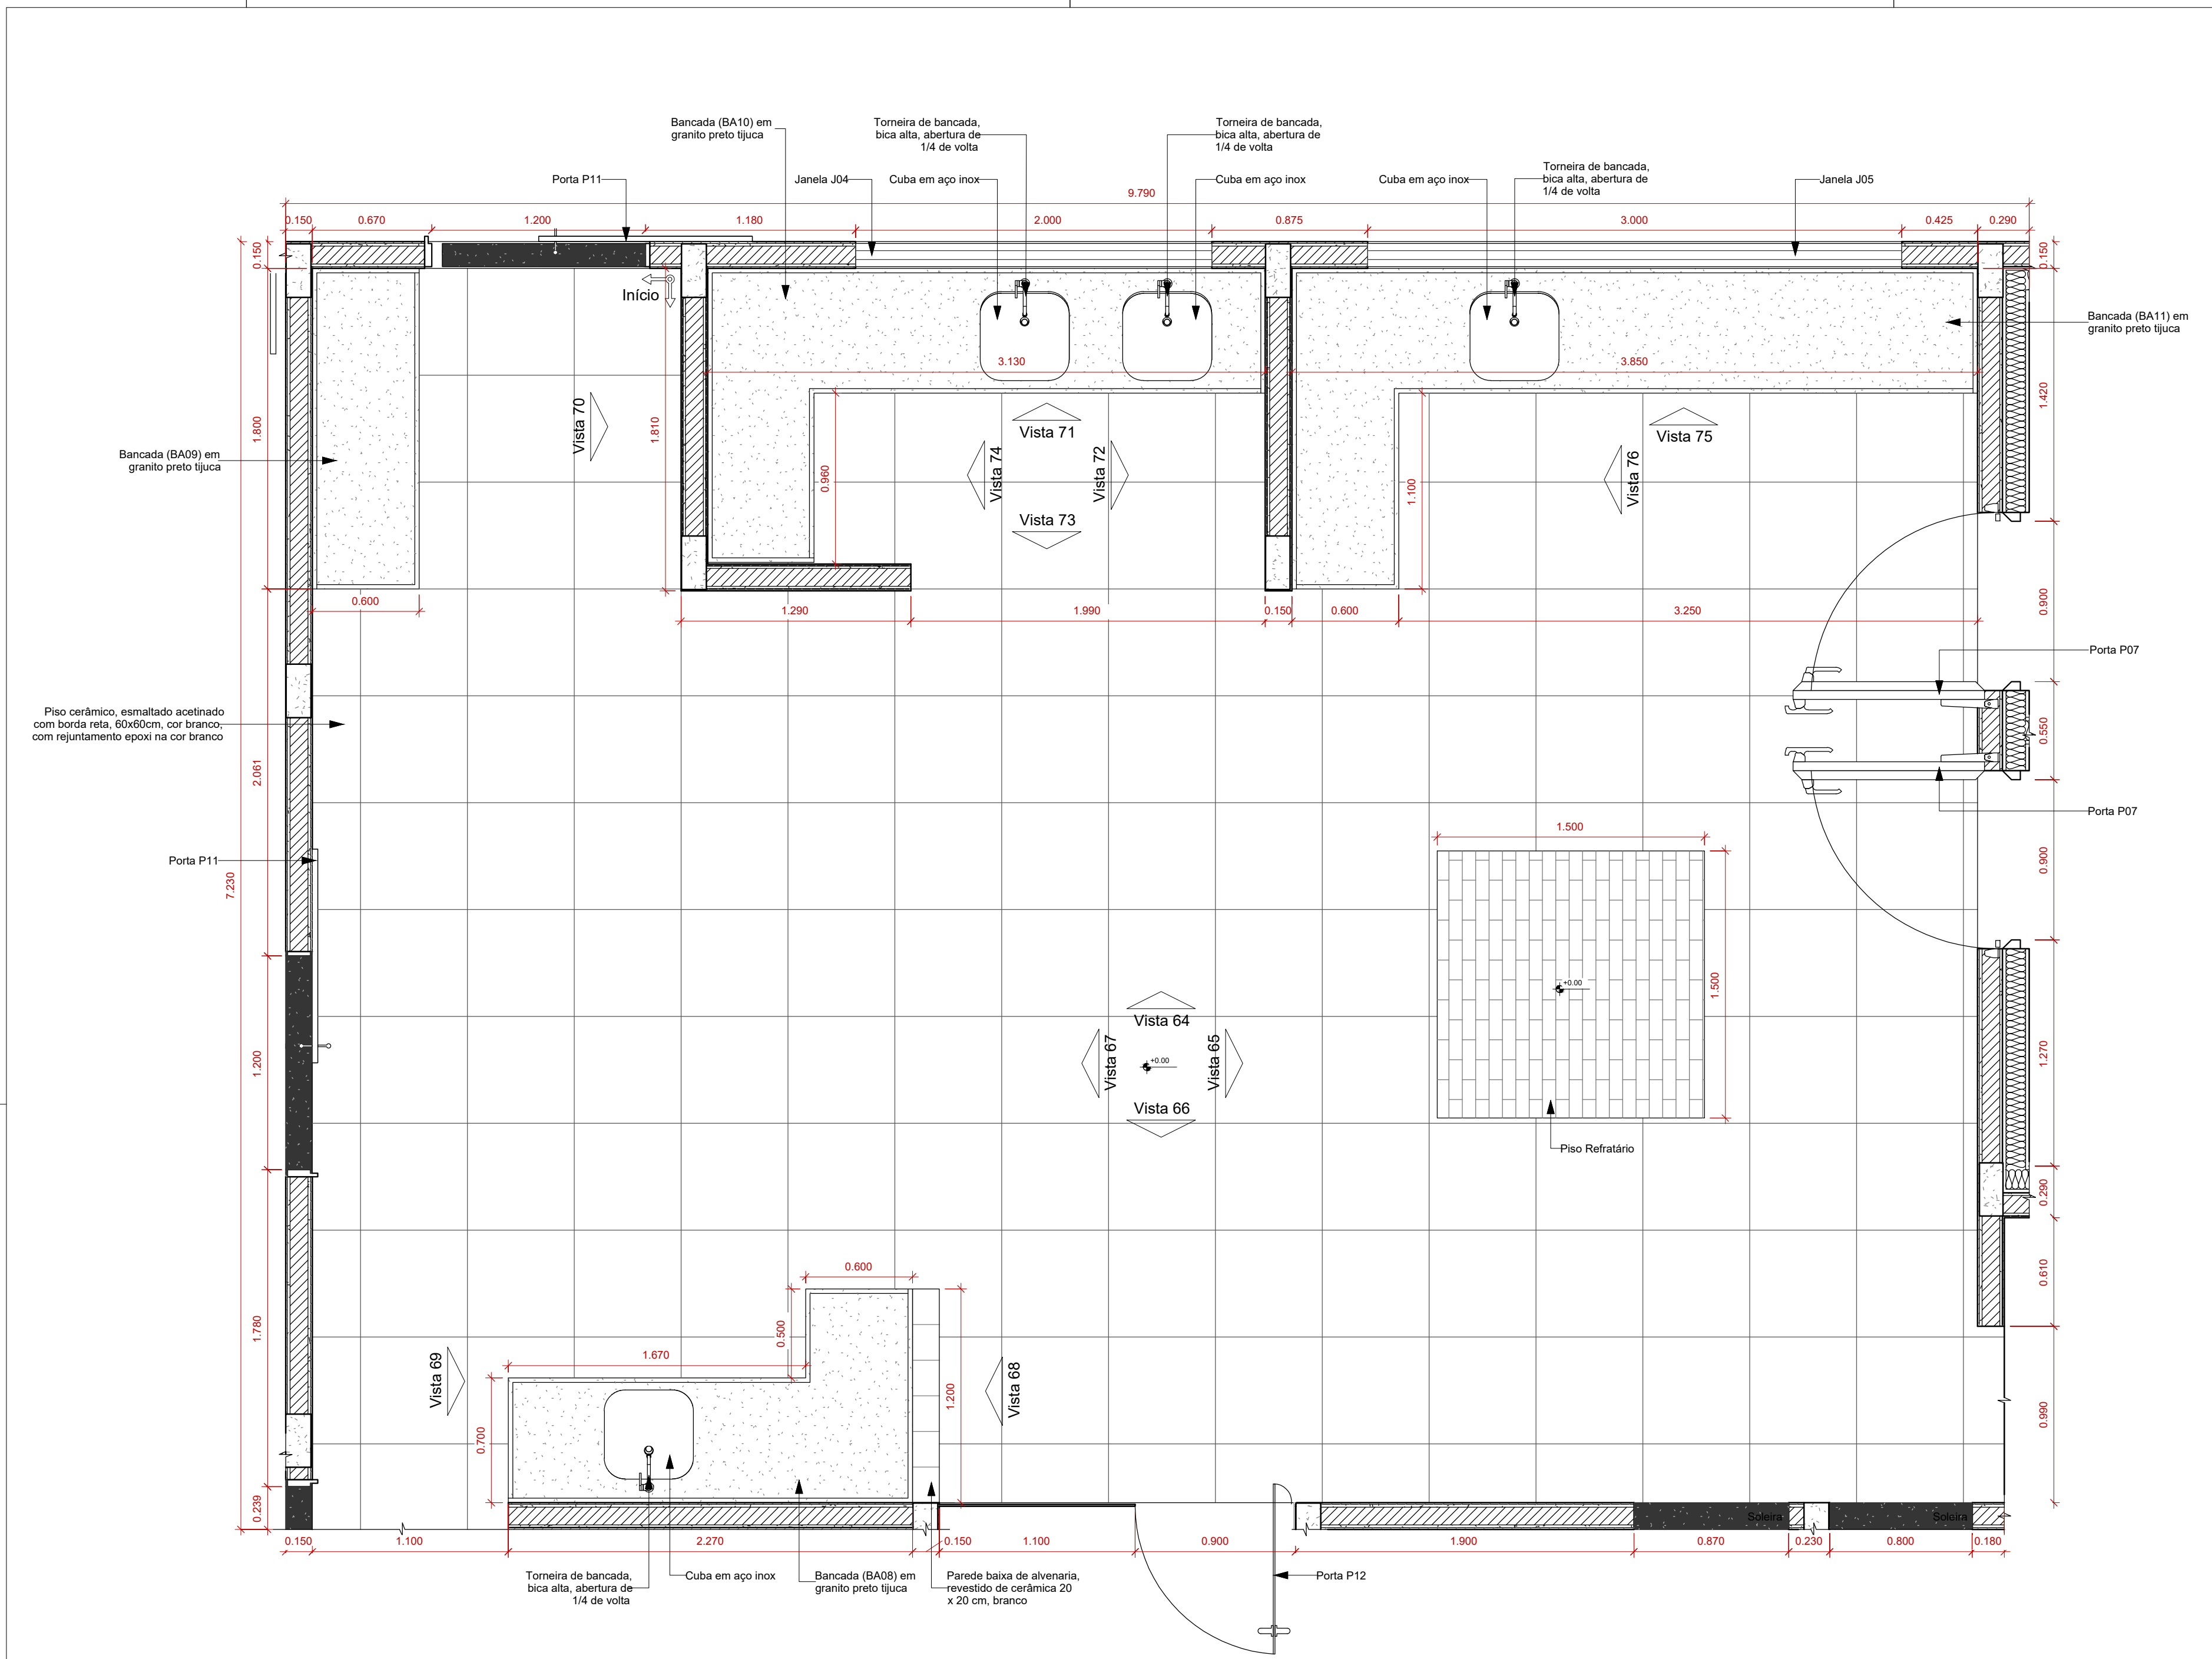 Bancada (BA10) em
granito preto tijuca
Torneira de bancada,
bica alta, abertura de
1/4 de volta
Torneira de bancada,
bica alta, abertura de
1/4 de volta
Torneira de bancada,
bica alta, abertura de
1/4 de volta
Porta P11
Janela J04
Cuba em aço inox
Cuba em aço inox
Cuba em aço inox
Janela J05
9.790
0.150
0.670
1.200
1.180
2.000
0.875
3.000
0.425
0.290
0.150
0.150
Início
Bancada (BA11) em
granito preto tijuca
3.130
3.850
1.420
1.800
Vista 70
1.810
Vista 71
Vista 74
Vista 72
Vista 73
0.960
Vista 75
Vista 76
1.100
Bancada (BA09) em
granito preto tijuca
0.600
1.290
1.990
0.150
0.600
3.250
0.900
Porta P07
Piso cerâmico, esmaltado acetinado
com borda reta, 60x60cm, cor branco,
com rejuntamento epoxi na cor branco
0.550
2.061
Porta P07
1.500
Porta P11
7.230
0.900
1.500
+0.00
Vista 64
Vista 67
+0.00
Vista 65
Vista 66
1.200
1.270
Piso Refratário
0.290
0.600
0.610
0.500
1.780
1.670
Vista 69
Vista 68
1.200
0.990
0.700
0.239
Soleira
Soleira
0.150
1.100
2.270
0.150
1.100
0.900
1.900
0.870
0.230
0.800
0.180
Torneira de bancada,
bica alta, abertura de
1/4 de volta
Cuba em aço inox
Bancada (BA08) em
granito preto tijuca
Parede baixa de alvenaria,
revestido de cerâmica 20
x 20 cm, branco
Porta P12